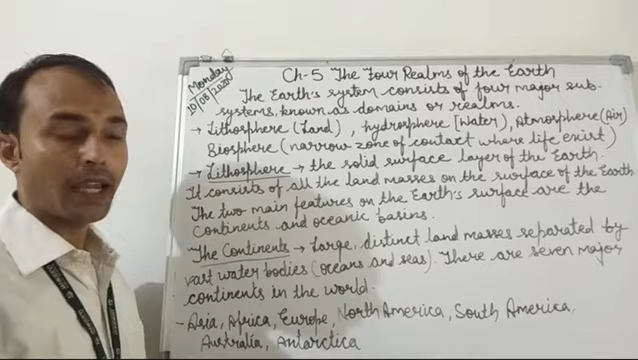 Monday
10/08/2020
Ch-5 The Four Realms of the Earth
The Earth's system consists of four major sub-
systems, known as domains or realms.
→ Lithosphere (Land), hydrosphere [Water), Atmosphere (Air)
Biosphere (narrow zone of contact where life exist)
→ Lithosphere → the solid surface layer of the Earth.
It consists of all the land masses on the surface of the Earth
The two main features on the Earth's surface are the
continents and oceanic basins.
The Continents → Large, distinct land masses separated by
vast water bodies (oceans and seas). There are seven major
continents in the world.
- Asia, Africa, Europe, North America, South America,
Australia, Antarctica